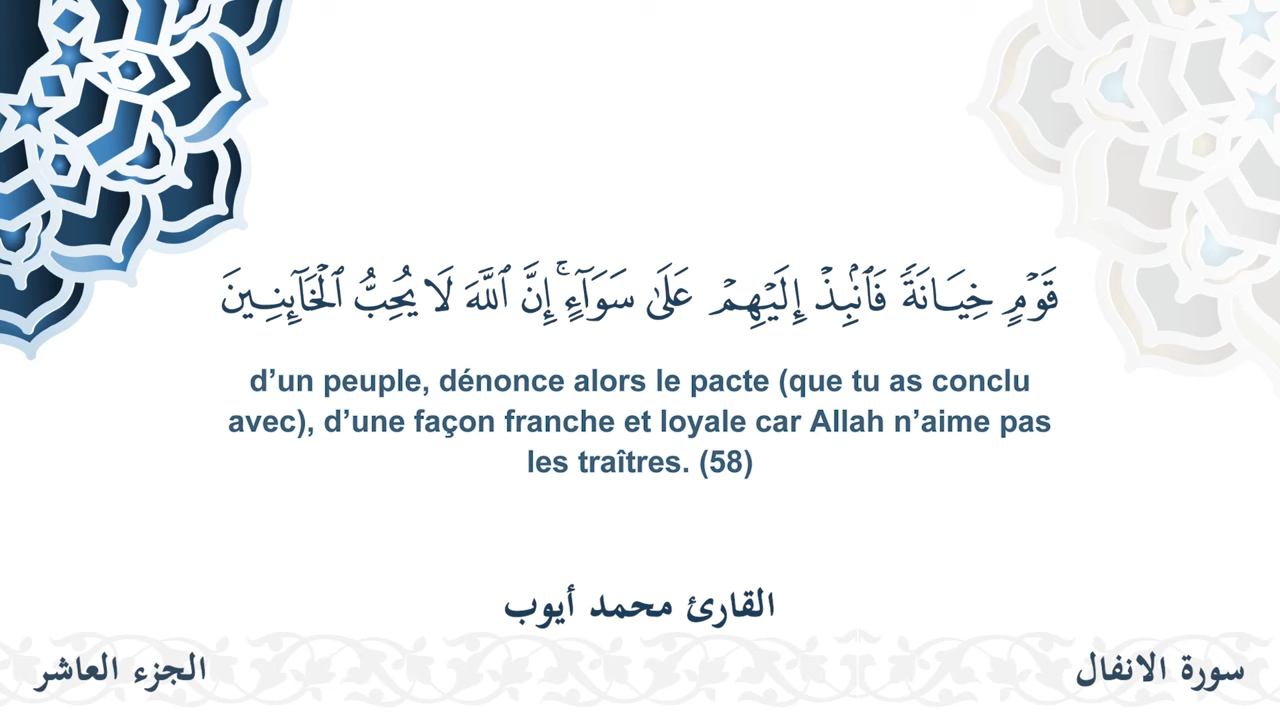 قَوْمٍ خِيَانَةً فَٱنۢبِذْ إِلَيْهِمْ عَلَىٰ سَوَآءٍ ۚ إِنَّ ٱللَّهَ لَا يُحِبُّ ٱلْخَآئِنِينَ
d’un peuple, dénonce alors le pacte (que tu as conclu
avec), d’une façon franche et loyale car Allah n’aime pas
les traîtres. (58)
القارئ محمد أيوب
سورة الانفال
الجزء العاشر